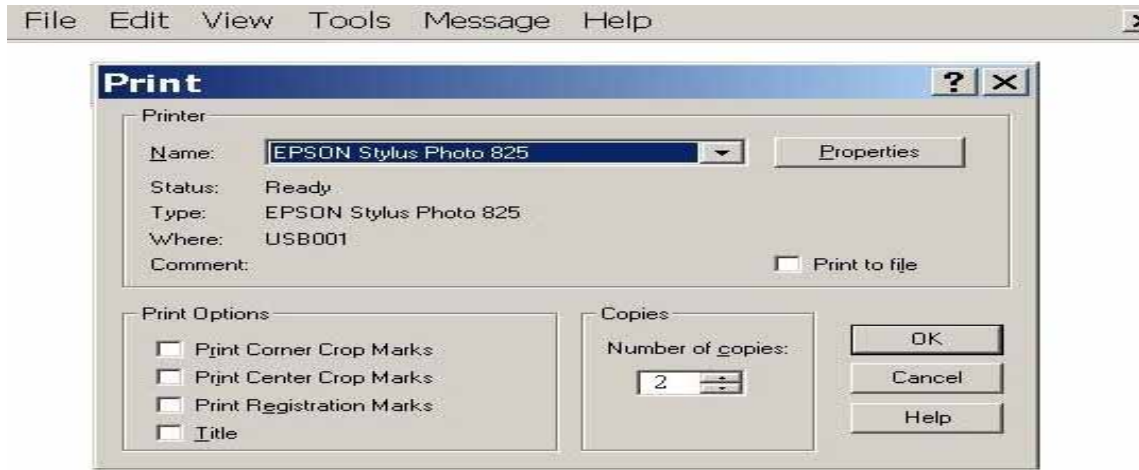 File Edit View Tools Message Help
Print
Printer
Name: EPSON Stylus Photo 825 Properties
Status: Ready
Type: EPSON Stylus Photo 825
Where: USB001
Comment: Print to file
Print Options
Print Corner Crop Marks
Print Center Crop Marks
Print Registration Marks
Title
Copies
Number of copies:
2
OK
Cancel
Help